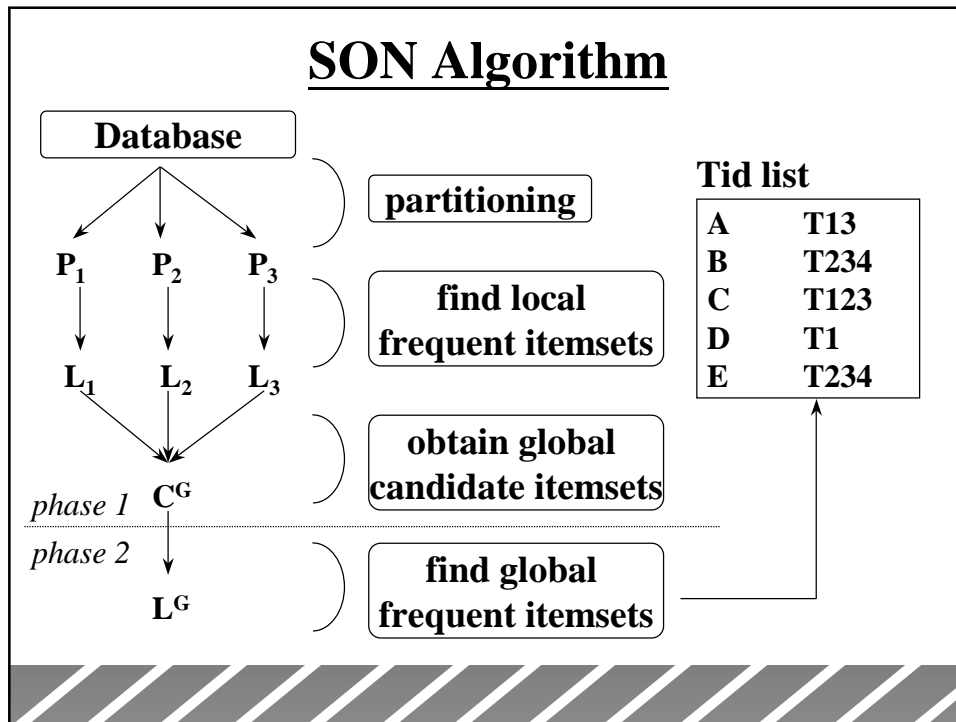 SON Algorithm
Database
partitioning
P1 P2 P3
find local
frequent itemsets
L1 L2 L3
obtain global
candidate itemsets
CG
phase 1
phase 2
find global
frequent itemsets
LG
Tid list
A T13
B T234
C T123
D T1
E T234